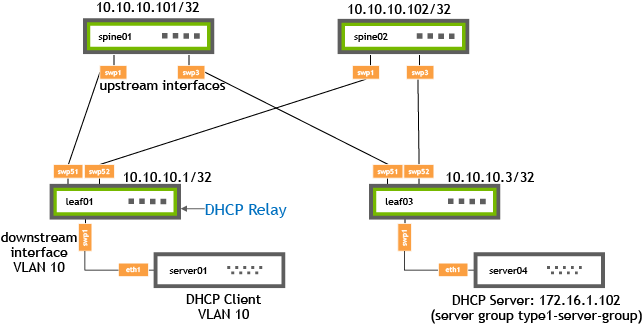 10.10.10.101/32
10.10.10.102/32
spine01
spine02
swp1
swp3
swp1
swp3
upstream interfaces
swp51
swp52
10.10.10.1/32
swp51
swp52
10.10.10.3/32
leaf01
DHCP Relay
leaf03
downstream
interface
VLAN 10
swp1
swp1
eth1
server01
eth1
server04
DHCP Client
VLAN 10
DHCP Server: 172.16.1.102
(server group type1-server-group)